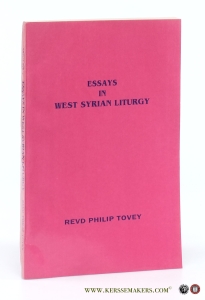 ESSAYS
IN
WEST SYRIAN LITURGY
REVD PHILIP TOVEY
WWW.KERSSEMAKERS.COM